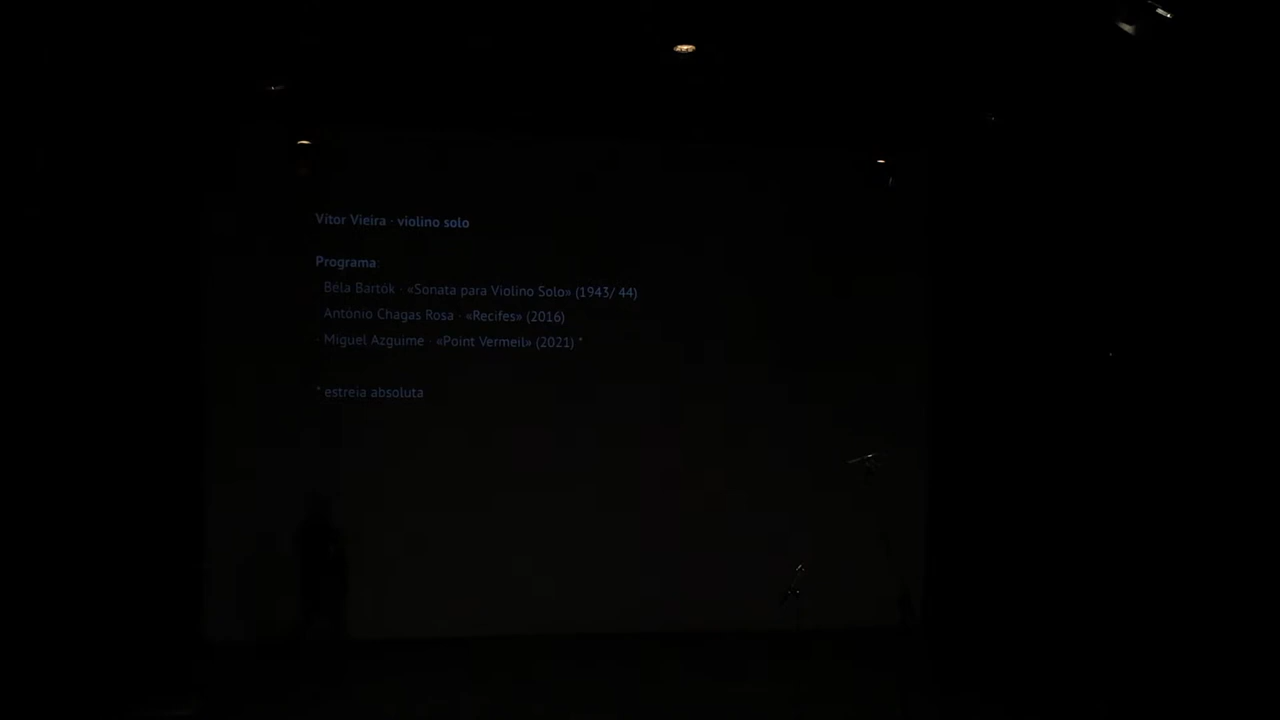 Vítor Vieira · violino solo
Programa:
· Béla Bartók · «Sonata para Violino Solo» (1943/ 44)
· António Chagas Rosa · «Recifes» (2016)
· Miguel Azguime · «Point Vermeil» (2021) *
* estreia absoluta